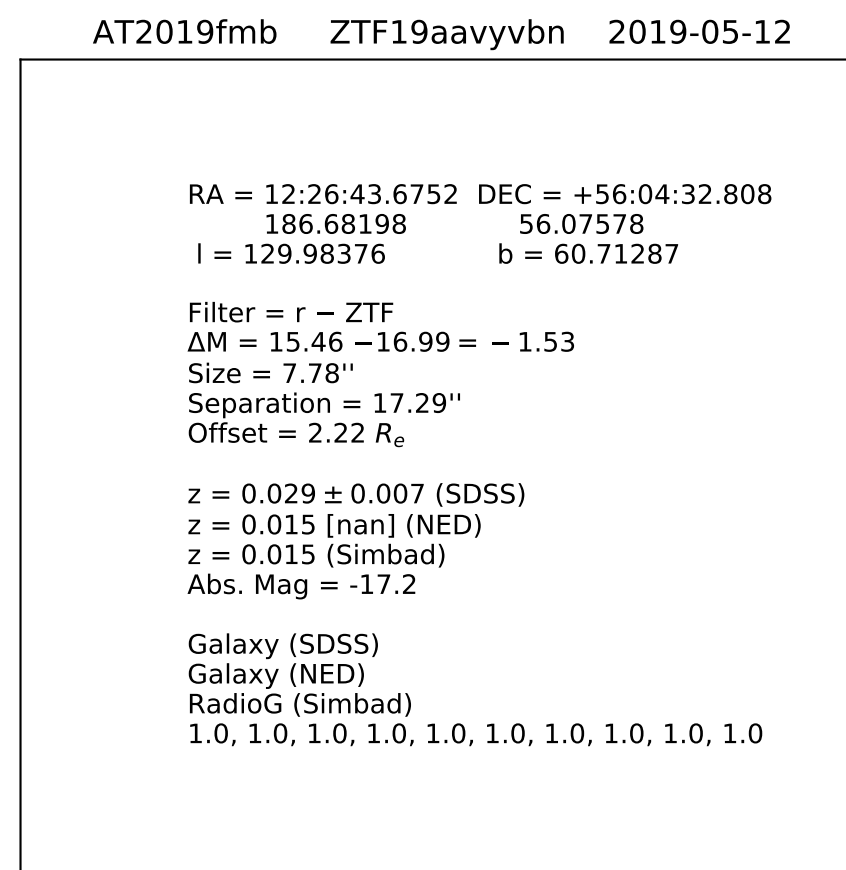 AT2019fmb ZTF19aavyvbn 2019-05-12
RA = 12:26:43.6752 DEC = +56:04:32.808
186.68198 56.07578
l = 129.98376 b = 60.71287
Filter = r − ZTF
ΔM = 15.46 −16.99 = − 1.53
Size = 7.78''
Separation = 17.29''
Offset = 2.22 Re
z = 0.029 ± 0.007 (SDSS)
z = 0.015 [nan] (NED)
z = 0.015 (Simbad)
Abs. Mag = -17.2
Galaxy (SDSS)
Galaxy (NED)
RadioG (Simbad)
1.0, 1.0, 1.0, 1.0, 1.0, 1.0, 1.0, 1.0, 1.0, 1.0